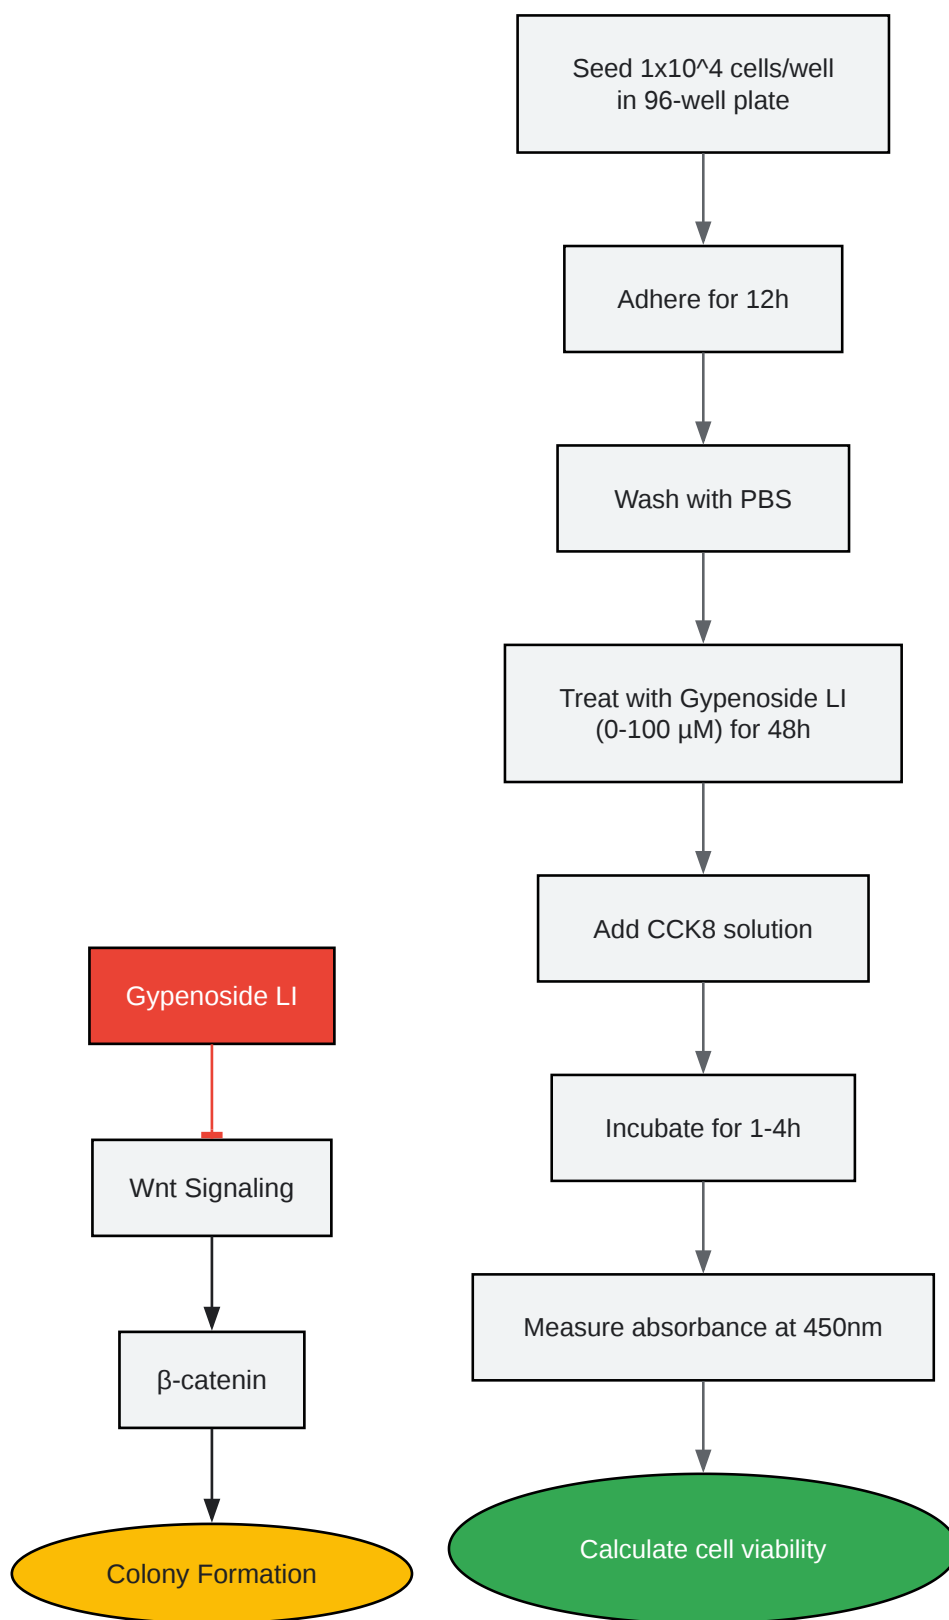 Seed 1x10^4 cells/well
in 96-well plate
Adhere for 12h
Wash with PBS
Treat with Gypenoside LI
(0-100 µM) for 48h
Add CCK8 solution
Incubate for 1-4h
Measure absorbance at 450nm
Calculate cell viability
Gypenoside LI
Wnt Signaling
β-catenin
Colony Formation